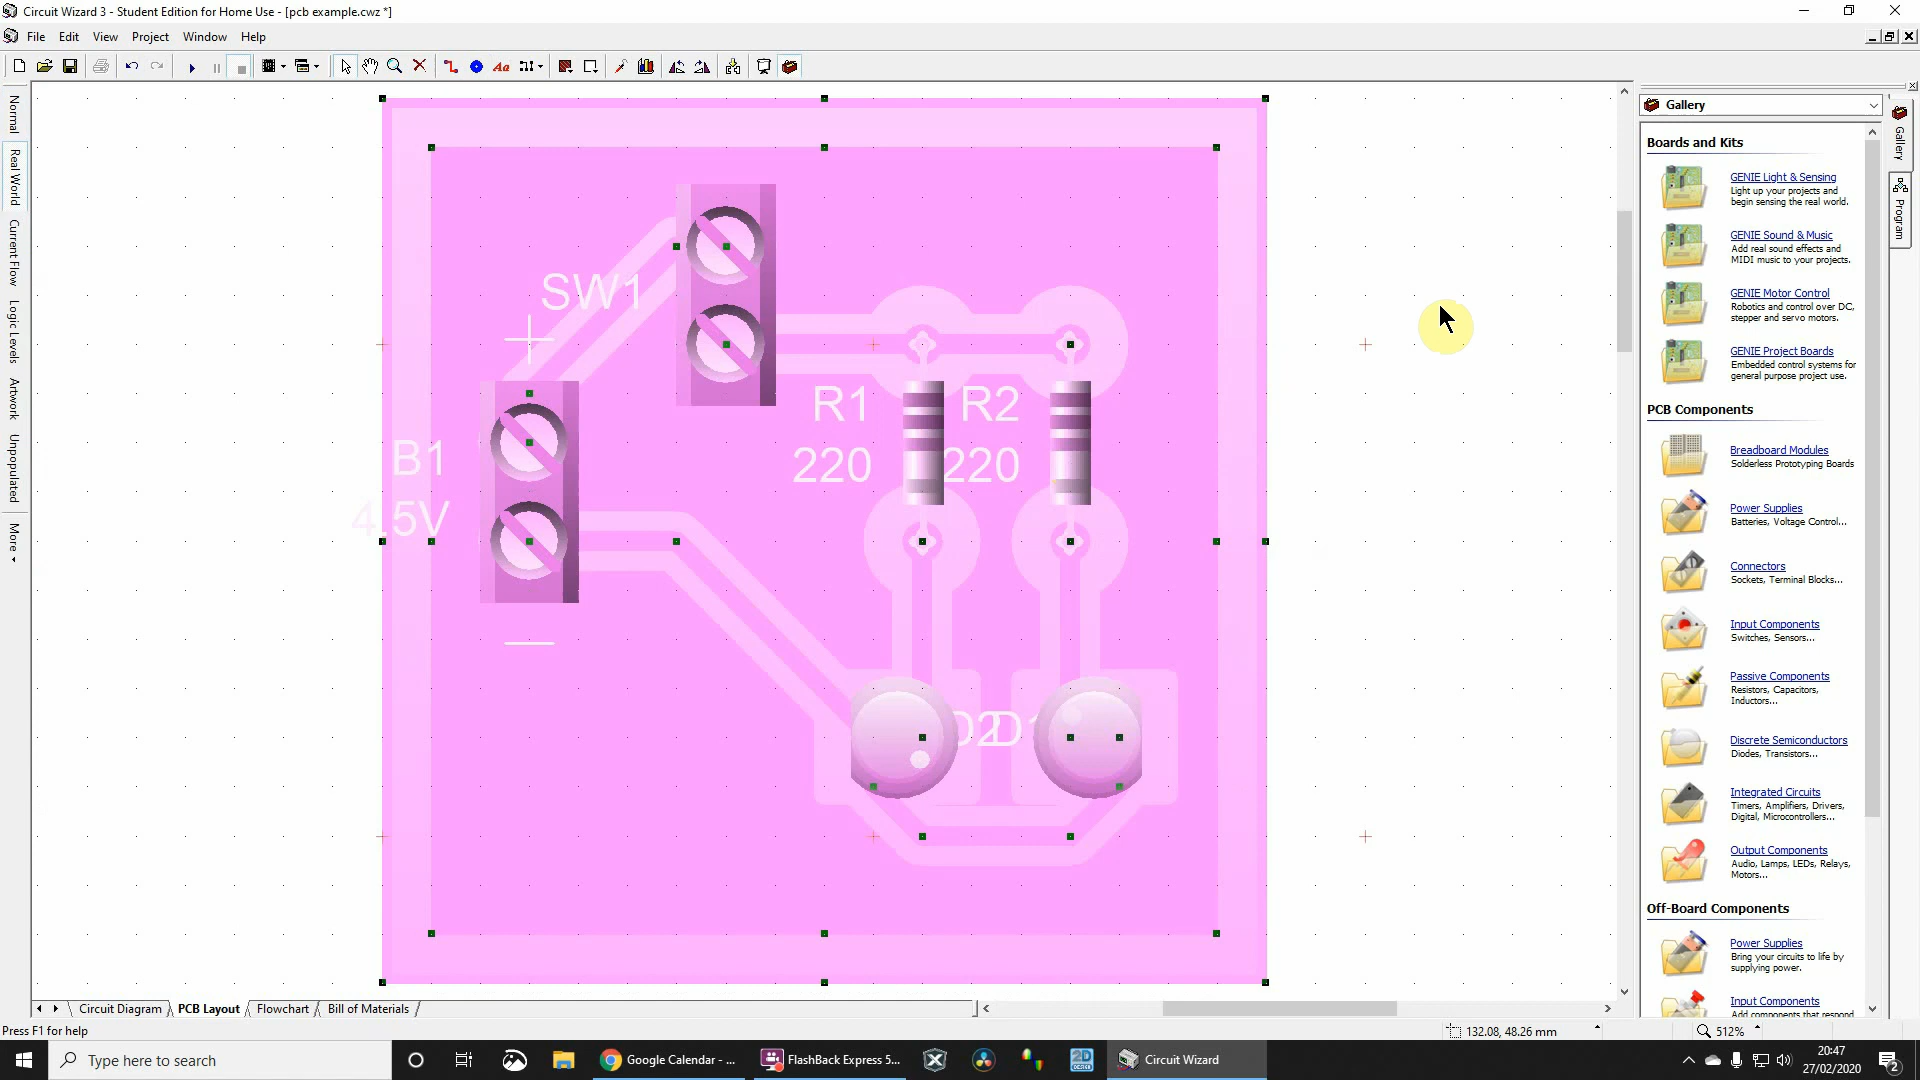 Circuit Wizard 3 - Student Edition for Home Use - [pcb example.cwz *]
File Edit View Project Window Help
Normal
Real World
Current Flow
Logic Levels
Artwork
Unpopulated
More
SW1
B1
4.5V
R1
220
R2
220
D2
D1
Gallery
Boards and Kits
GENIE Light & Sensing
Light up your projects and
begin sensing the real world.
GENIE Sound & Music
Add real sound effects and
MIDI music to your projects.
GENIE Motor Control
Robotics and control over DC,
stepper and servo motors.
GENIE Project Boards
Embedded control systems for
general purpose project use.
PCB Components
Breadboard Modules
Solderless Prototyping Boards
Power Supplies
Batteries, Voltage Control...
Connectors
Sockets, Terminal Blocks...
Input Components
Switches, Sensors...
Passive Components
Resistors, Capacitors,
Inductors...
Discrete Semiconductors
Diodes, Transistors...
Integrated Circuits
Timers, Amplifiers, Drivers,
Digital, Microcontrollers...
Output Components
Audio, Lamps, LEDs, Relays,
Motors...
Off-Board Components
Power Supplies
Bring your circuits to life by
supplying power.
Input Components
Add components that respond
Gallery
Program
Circuit Diagram PCB Layout Flowchart Bill of Materials
Press F1 for help
132.08, 48.26 mm
512%
Type here to search
Google Calendar - ...
FlashBack Express 5...
2D
DESIGN
Circuit Wizard
20:47
27/02/2020
2